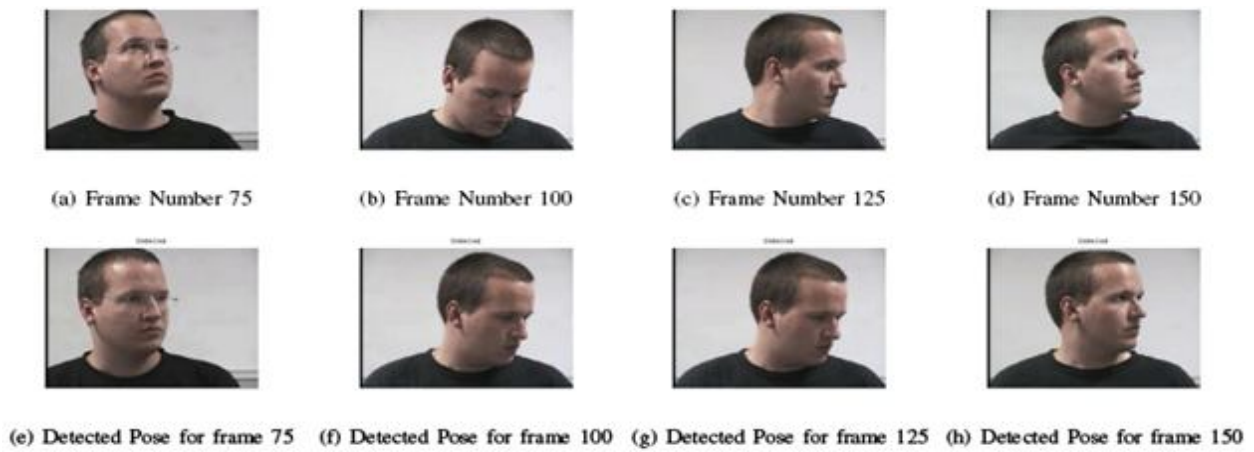 (a) Frame Number 75
(b) Frame Number 100
(c) Frame Number 125
(d) Frame Number 150
(e) Detected Pose for frame 75
(f) Detected Pose for frame 100
(g) Detected Pose for frame 125
(h) Detected Pose for frame 150